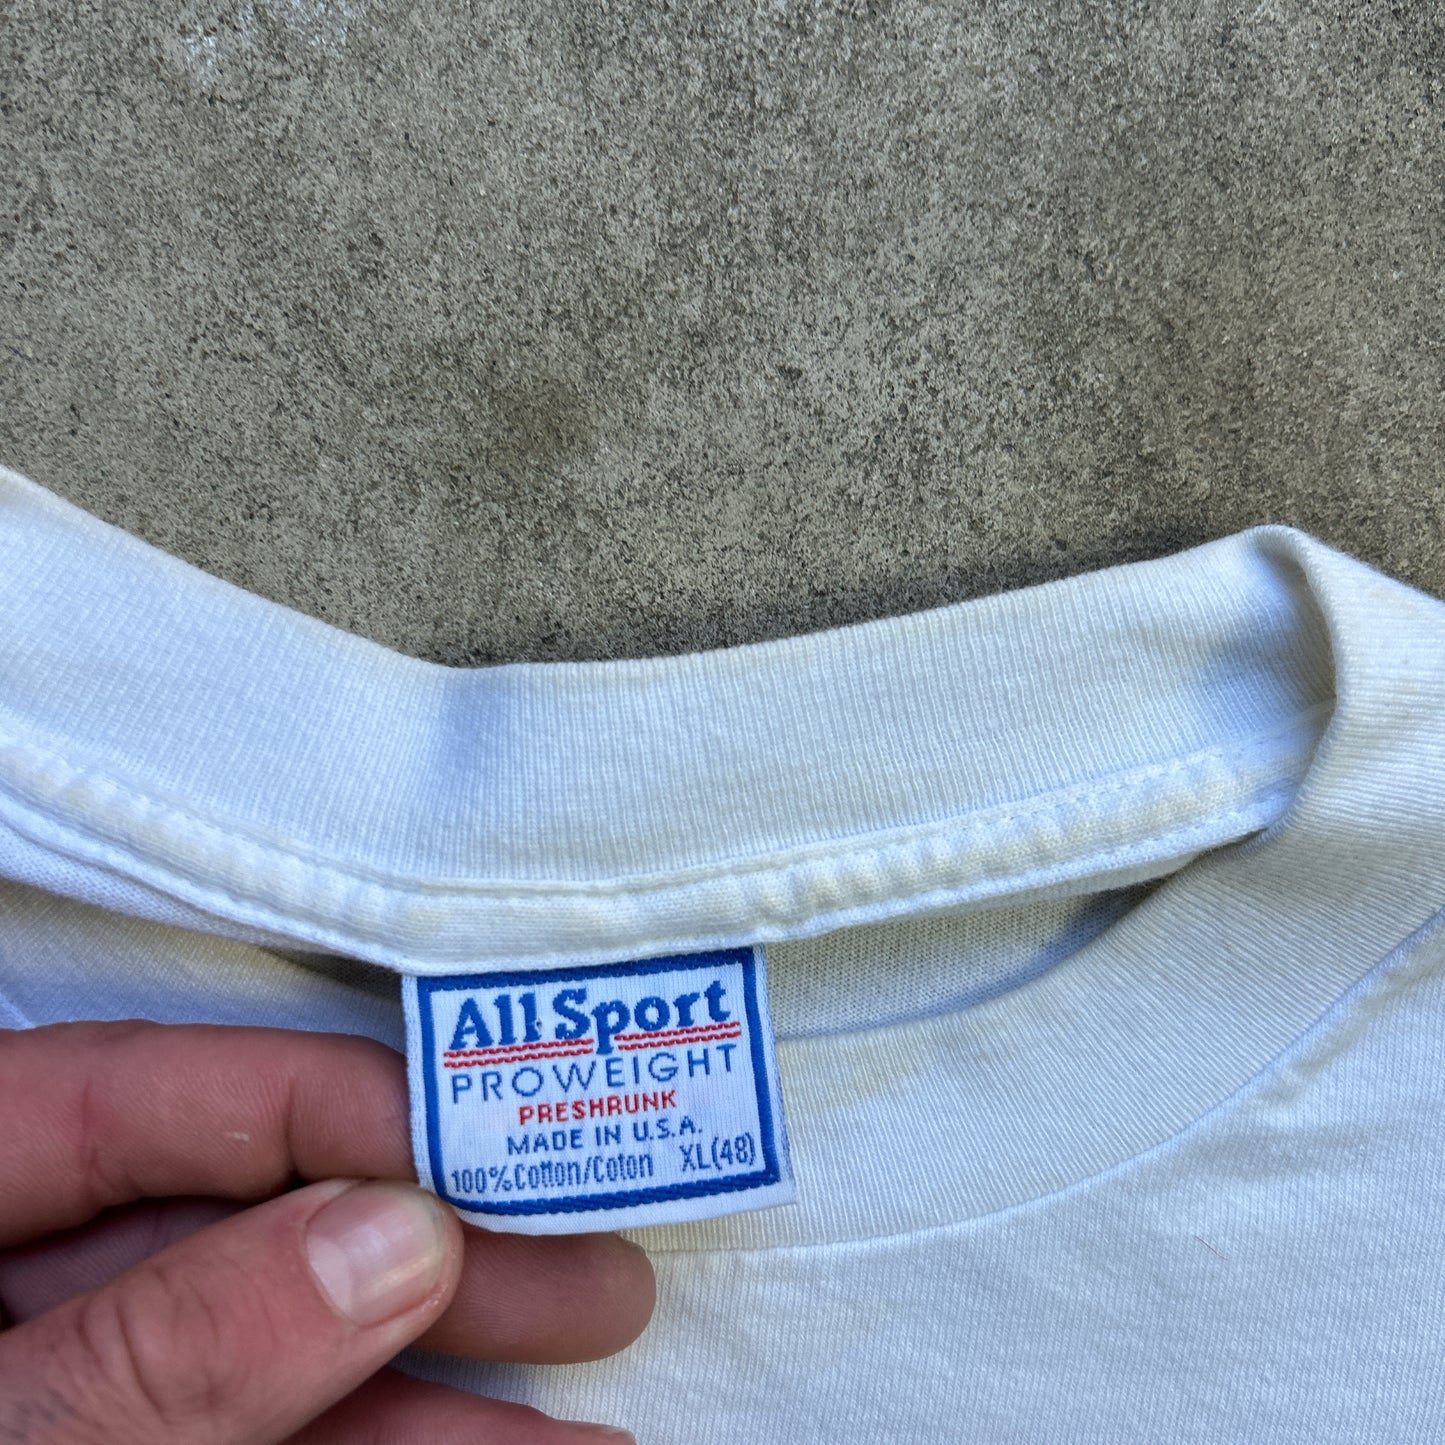 All Sport
PROWEIGHT
PRESHRUNK
MADE IN U.S.A.
100% Cotton/Coton XL(48)